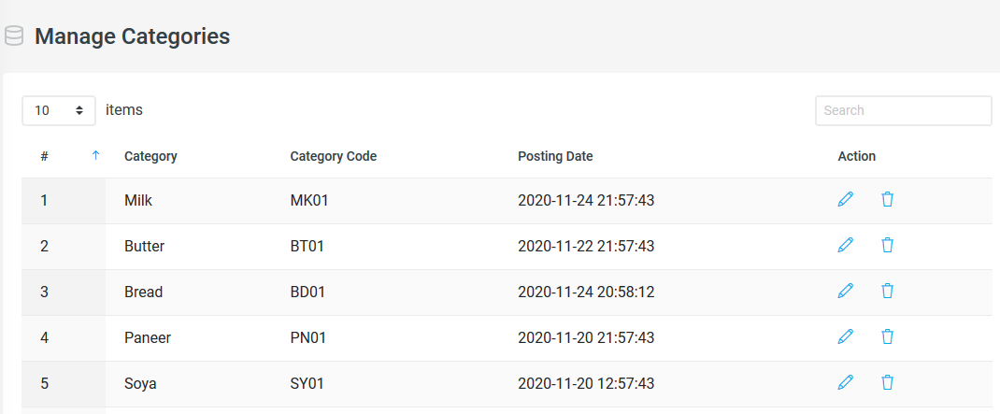 Manage Categories
10 items Search
# Category Category Code Posting Date Action
1 Milk MK01 2020-11-24 21:57:43
2 Butter BT01 2020-11-22 21:57:43
3 Bread BD01 2020-11-24 20:58:12
4 Paneer PN01 2020-11-20 21:57:43
5 Soya SY01 2020-11-20 12:57:43